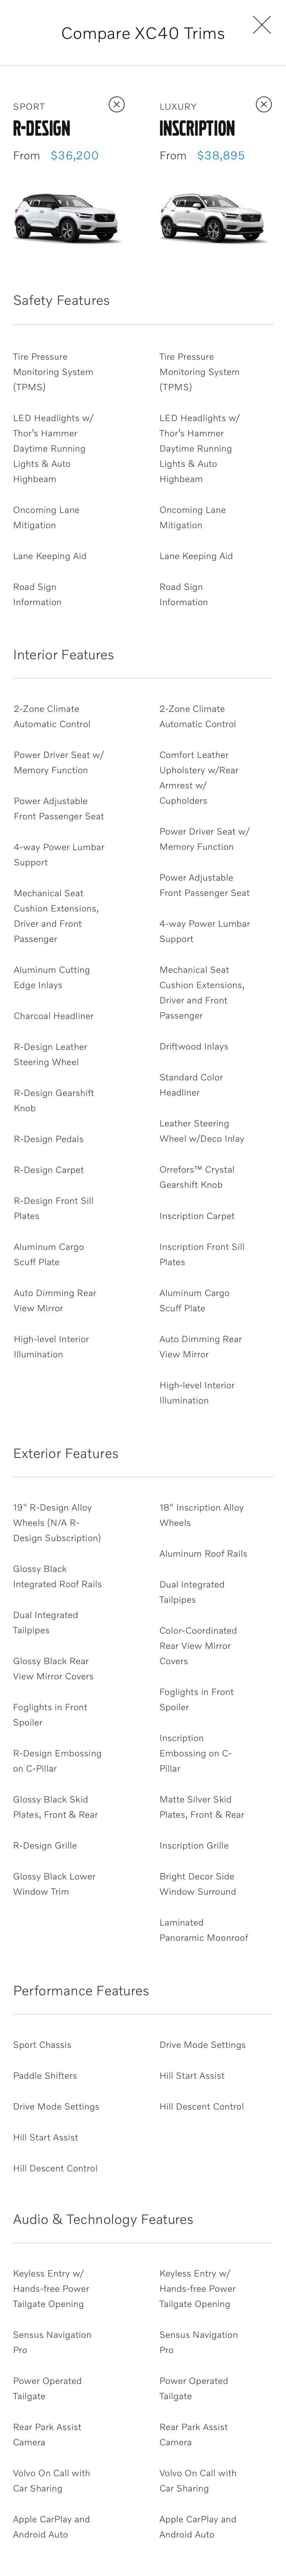 Compare XC40 Trims
SPORT
R-DESIGN
From $36,200
LUXURY
INSCRIPTION
From $38,895
Safety Features
Tire Pressure
Monitoring System
(TPMS)
LED Headlights w/
Thor's Hammer
Daytime Running
Lights & Auto
Highbeam
Oncoming Lane
Mitigation
Lane Keeping Aid
Road Sign
Information
Tire Pressure
Monitoring System
(TPMS)
LED Headlights w/
Thor's Hammer
Daytime Running
Lights & Auto
Highbeam
Oncoming Lane
Mitigation
Lane Keeping Aid
Road Sign
Information
Interior Features
2-Zone Climate
Automatic Control
Power Driver Seat w/
Memory Function
Power Adjustable
Front Passenger Seat
4-way Power Lumbar
Support
Mechanical Seat
Cushion Extensions,
Driver and Front
Passenger
Aluminum Cutting
Edge Inlays
Charcoal Headliner
R-Design Leather
Steering Wheel
R-Design Gearshift
Knob
R-Design Pedals
R-Design Carpet
R-Design Front Sill
Plates
Aluminum Cargo
Scuff Plate
Auto Dimming Rear
View Mirror
High-level Interior
Illumination
2-Zone Climate
Automatic Control
Comfort Leather
Upholstery w/Rear
Armrest w/
Cupholders
Power Driver Seat w/
Memory Function
Power Adjustable
Front Passenger Seat
4-way Power Lumbar
Support
Mechanical Seat
Cushion Extensions,
Driver and Front
Passenger
Driftwood Inlays
Standard Color
Headliner
Leather Steering
Wheel w/Deco Inlay
Orrefors™ Crystal
Gearshift Knob
Inscription Carpet
Inscription Front Sill
Plates
Aluminum Cargo
Scuff Plate
Auto Dimming Rear
View Mirror
High-level Interior
Illumination
Exterior Features
19" R-Design Alloy
Wheels (N/A R-
Design Subscription)
Glossy Black
Integrated Roof Rails
Dual Integrated
Tailpipes
Glossy Black Rear
View Mirror Covers
Foglights in Front
Spoiler
R-Design Embossing
on C-Pillar
Glossy Black Skid
Plates, Front & Rear
R-Design Grille
Glossy Black Lower
Window Trim
18" Inscription Alloy
Wheels
Aluminum Roof Rails
Dual Integrated
Tailpipes
Color-Coordinated
Rear View Mirror
Covers
Foglights in Front
Spoiler
Inscription
Embossing on C-
Pillar
Matte Silver Skid
Plates, Front & Rear
Inscription Grille
Bright Decor Side
Window Surround
Laminated
Panoramic Moonroof
Performance Features
Sport Chassis
Paddle Shifters
Drive Mode Settings
Hill Start Assist
Hill Descent Control
Drive Mode Settings
Hill Start Assist
Hill Descent Control
Audio & Technology Features
Keyless Entry w/
Hands-free Power
Tailgate Opening
Sensus Navigation
Pro
Power Operated
Tailgate
Rear Park Assist
Camera
Volvo On Call with
Car Sharing
Apple CarPlay and
Android Auto
Keyless Entry w/
Hands-free Power
Tailgate Opening
Sensus Navigation
Pro
Power Operated
Tailgate
Rear Park Assist
Camera
Volvo On Call with
Car Sharing
Apple CarPlay and
Android Auto